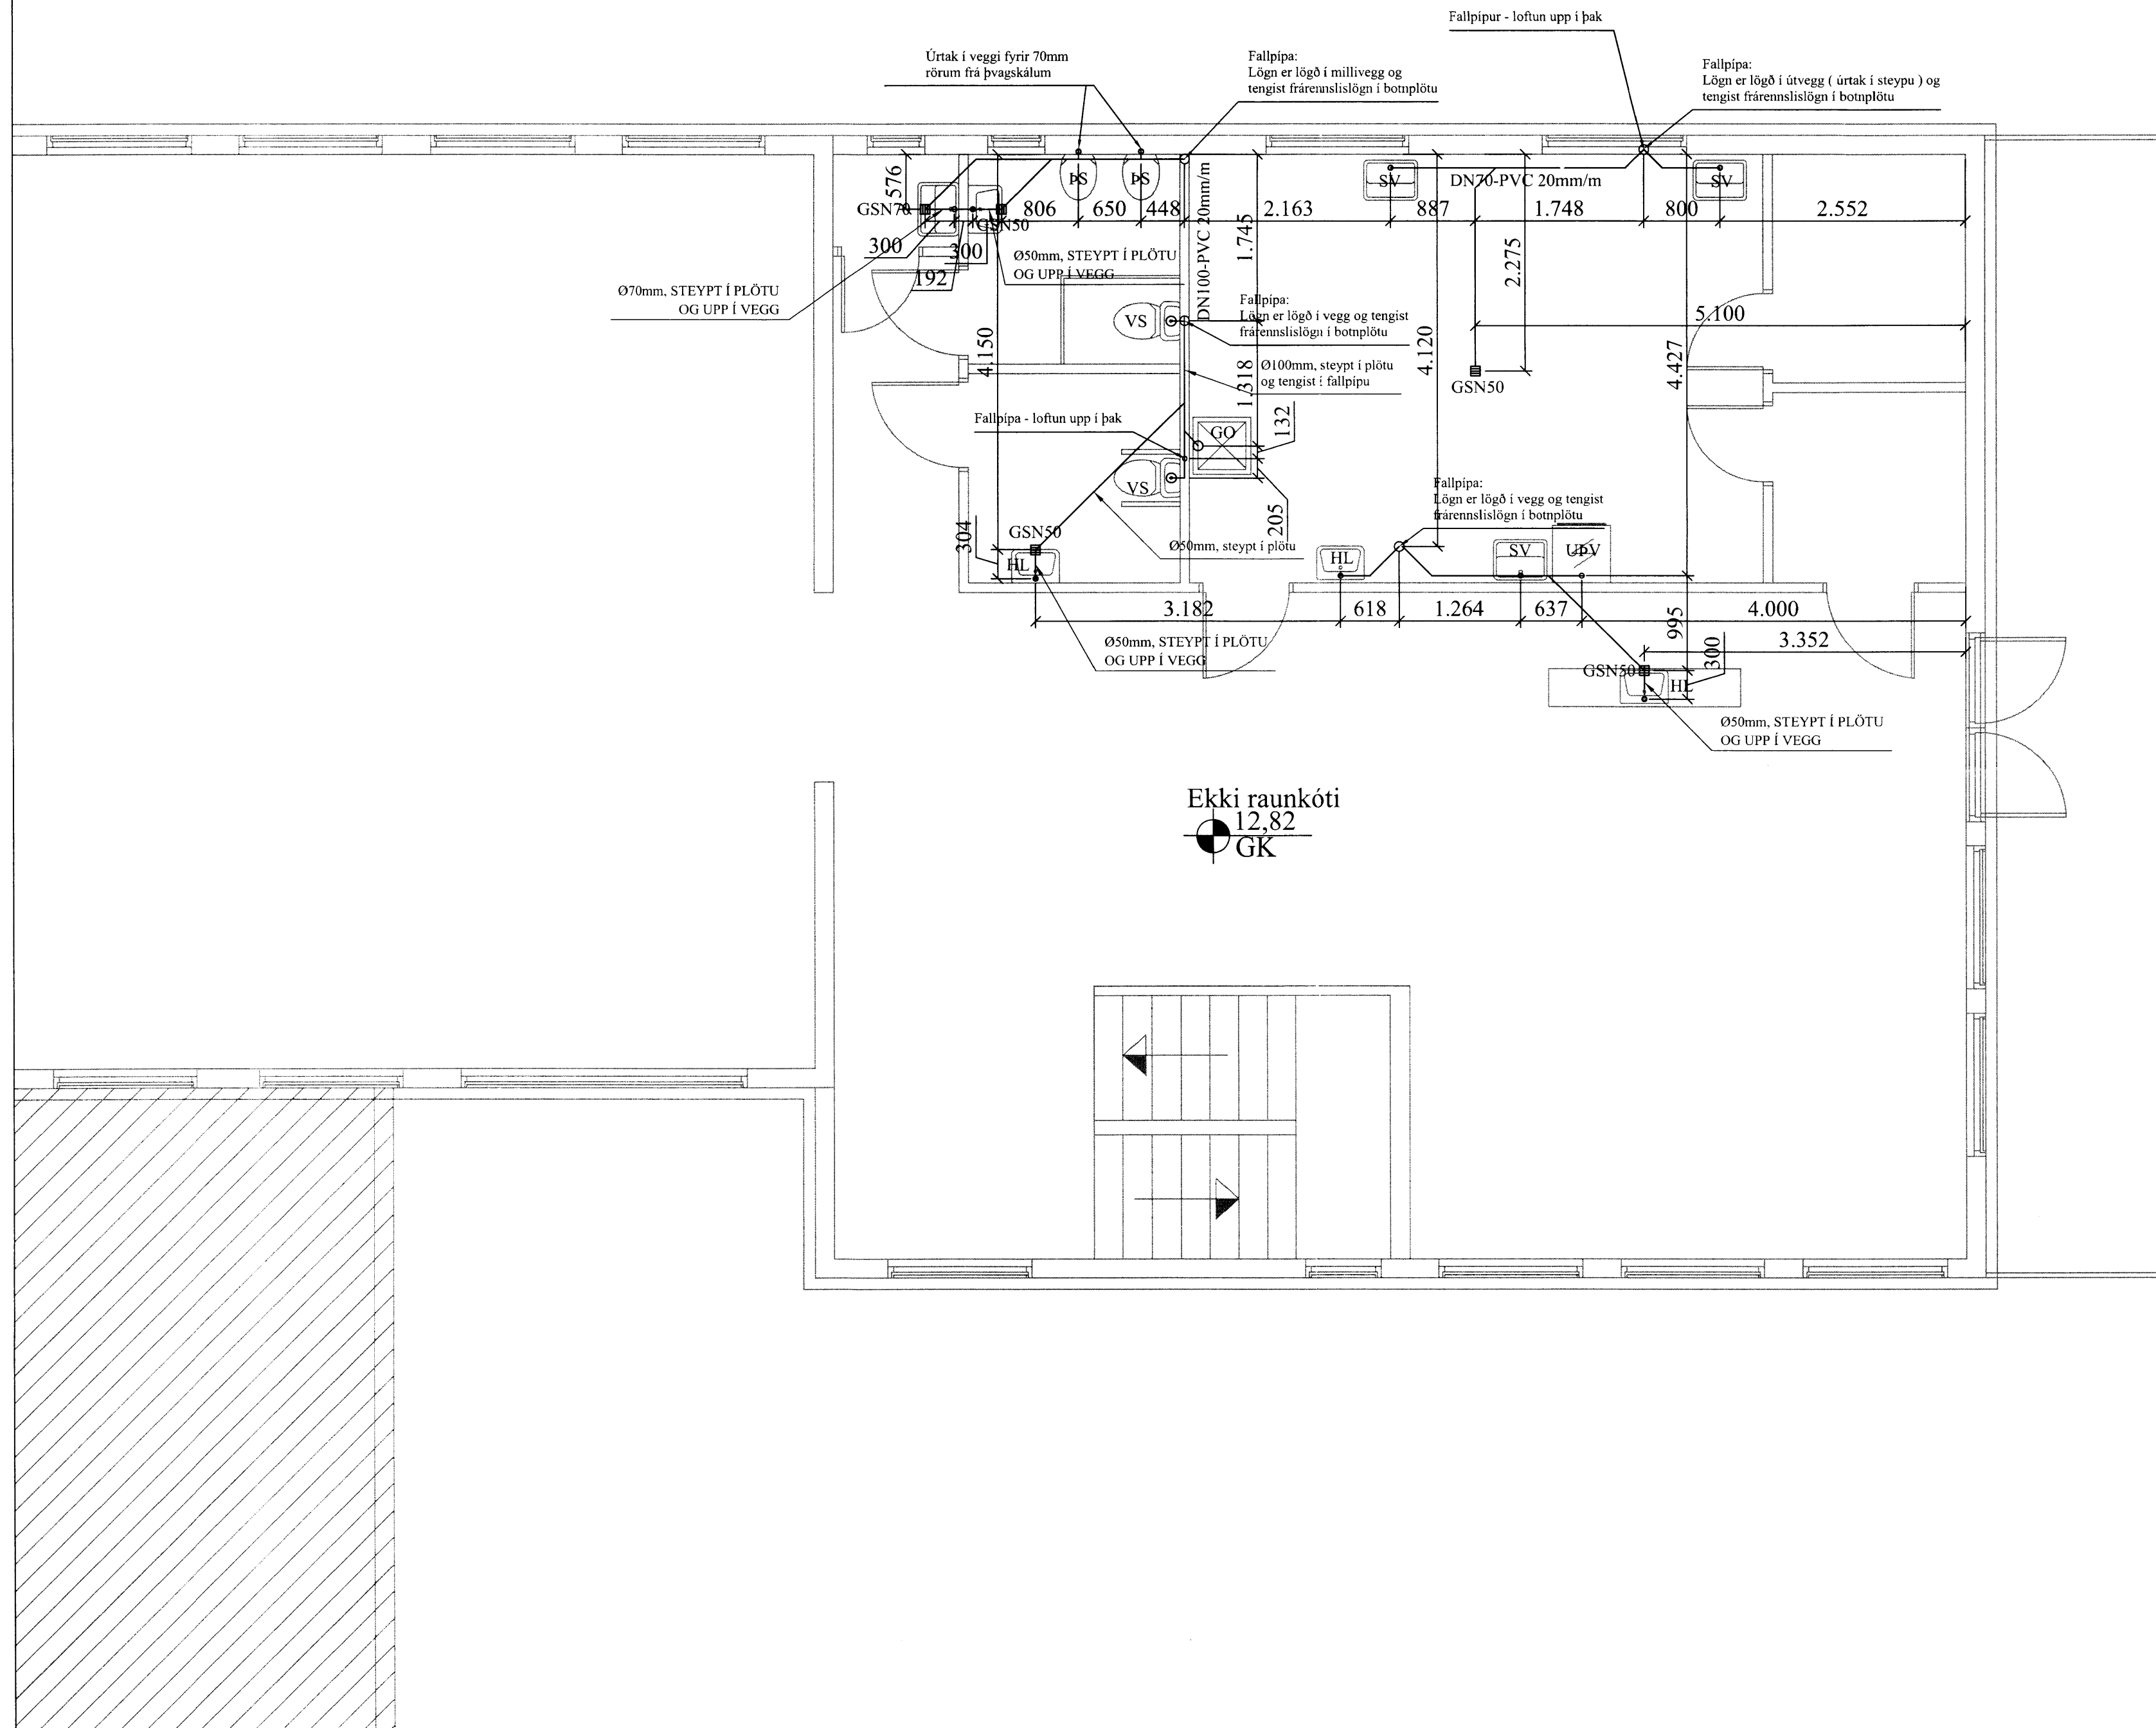 Fallpípur - loftun upp í þak
Úrtak í veggi fyrir 70mm
rörum frá þvagskálum
Fallpípa:
Lögn er lögð í millivegg og
tengist frárennslislögn í botnplötu
Fallpípa:
Lögn er lögð í útvegg ( úrtak í steypu ) og
tengist frárennslislögn í botnplötu
576
ÞS
ÞS
SV
DN70-PVC 20mm/m
SV
GSN70
GSN50
806
650
448
2.163
887
1.748
800
2.552
300
192
300
Ø50mm, STEYPT Í PLÖTU
OG UPP Í VEGG
DN100-PVC 20mm/m
1.745
2.275
Ø70mm, STEYPT Í PLÖTU
OG UPP Í VEGG
VS
Fallpípa:
Lögn er lögð í vegg og tengist
frárennslislögn í botnplötu
5.100
4.150
4.120
4.427
1.318
Ø100mm, steypt í plötu
og tengist í fallpípu
GSN50
Fallpípa - loftun upp í þak
GO
132
VS
205
Fallpípa:
Lögn er lögð í vegg og tengist
frárennslislögn í botnplötu
304
GSN50
HL
Ø50mm, steypt í plötu
HL
SV
UÞV
3.182
618
1.264
637
4.000
995
3.352
300
Ø50mm, STEYPT Í PLÖTU
OG UPP Í VEGG
GSN50
HL
Ø50mm, STEYPT Í PLÖTU
OG UPP Í VEGG
Ekki raunkóti
12,82
GK